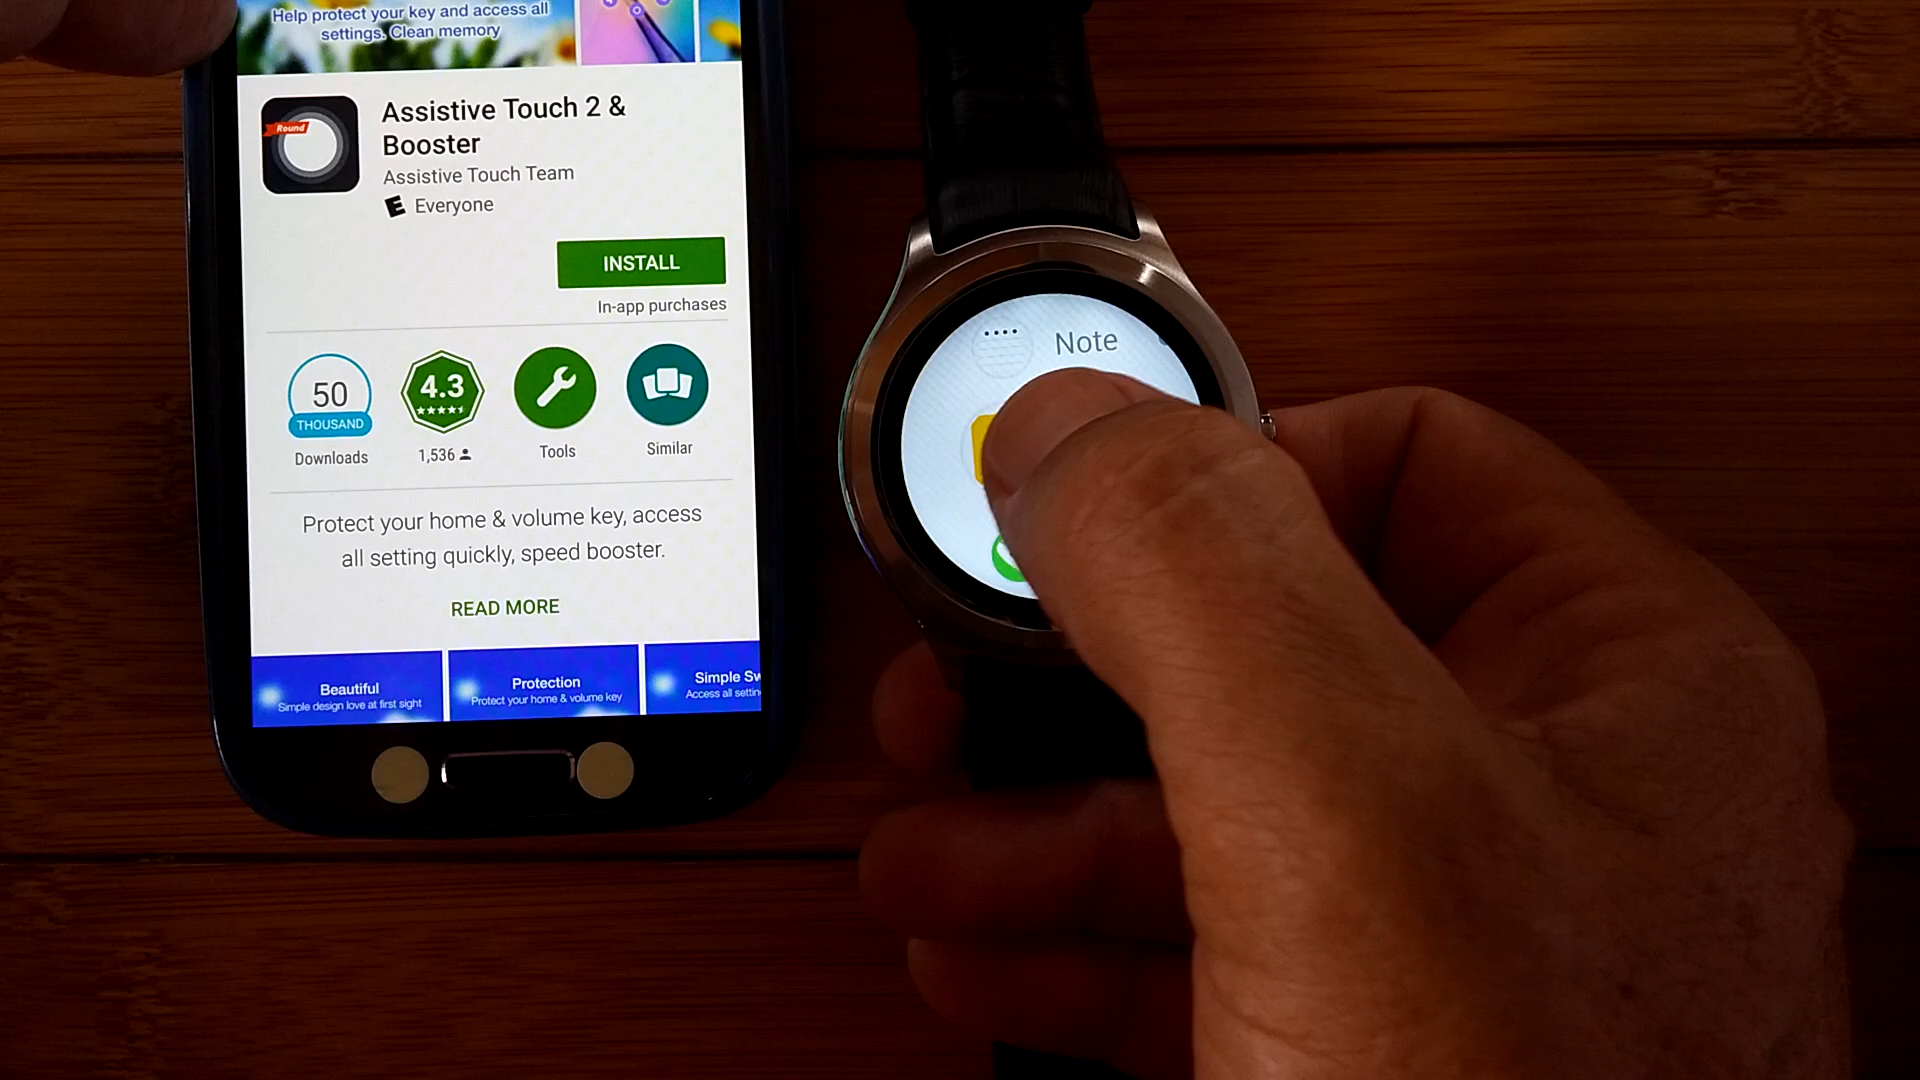 Help protect your key and access all
settings. Clean memory
Round
Assistive Touch 2 &
Booster
Assistive Touch Team
E Everyone
INSTALL
In-app purchases
50
THOUSAND
Downloads
4.3
1,536
Tools
Similar
Protect your home & volume key, access
all setting quickly, speed booster.
READ MORE
Beautiful
Simple design love at first sight
Protection
Protect your home & volume key
Simple Sw
Access all settin
Note